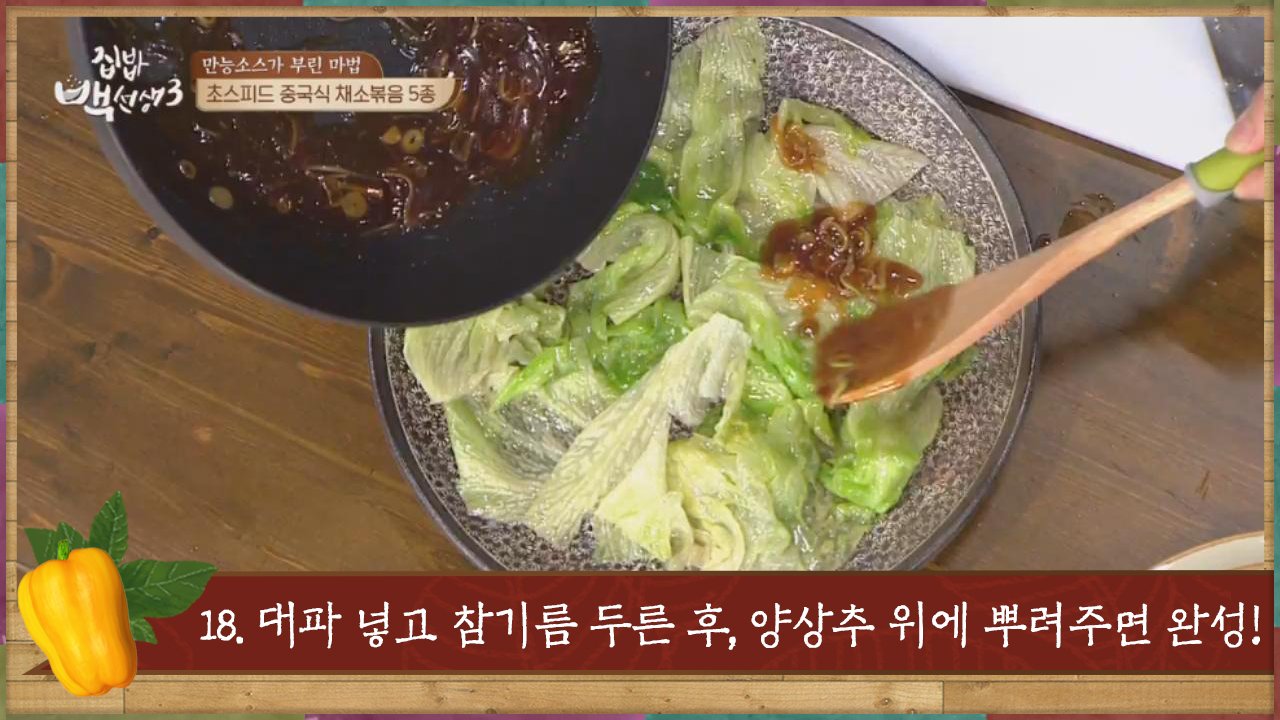 집밥
백선생3
만능소스가 부린 마법
초스피드 중국식 채소볶음 5종
18. 대파 넣고 참기름 두른 후, 양상추 위에 뿌려주면 완성!